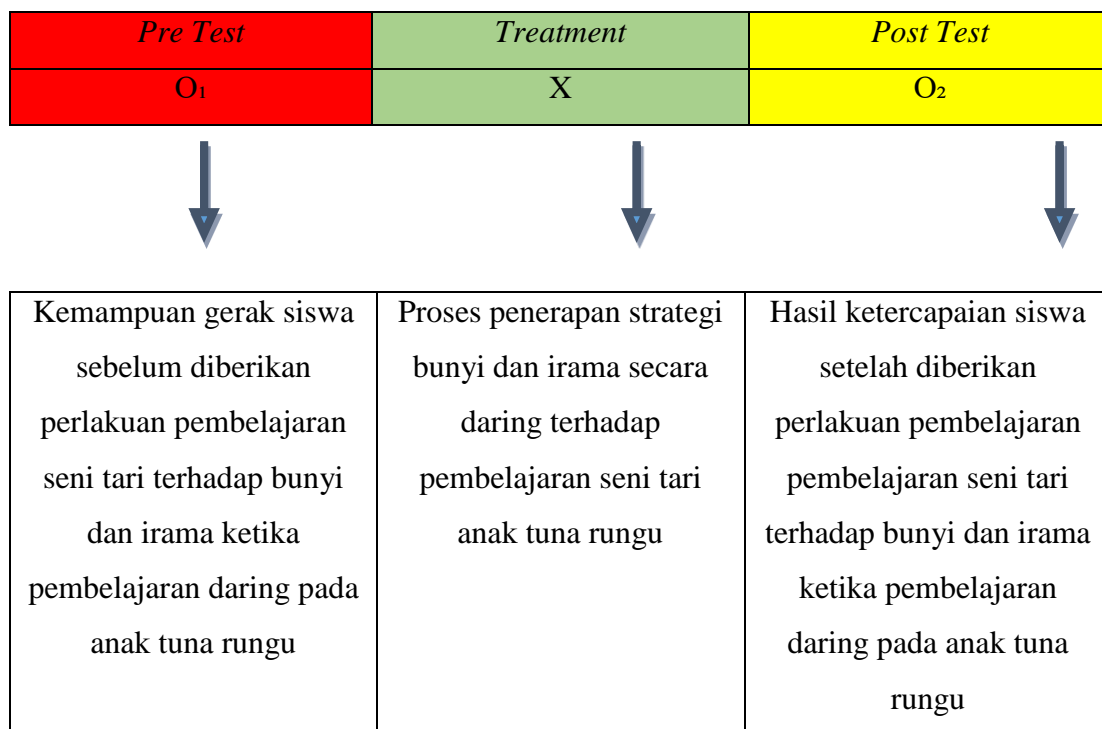 Pre Test
Treatment
Post Test
O₁
X
O₂
Kemampuan gerak siswa
sebelum diberikan
perlakuan pembelajaran
seni tari terhadap bunyi
dan irama ketika
pembelajaran daring pada
anak tuna rungu
Proses penerapan strategi
bunyi dan irama secara
daring terhadap
pembelajaran seni tari
anak tuna rungu
Hasil ketercapaian siswa
setelah diberikan
perlakuan pembelajaran
pembelajaran seni tari
terhadap bunyi dan irama
ketika pembelajaran
daring pada anak tuna
rungu